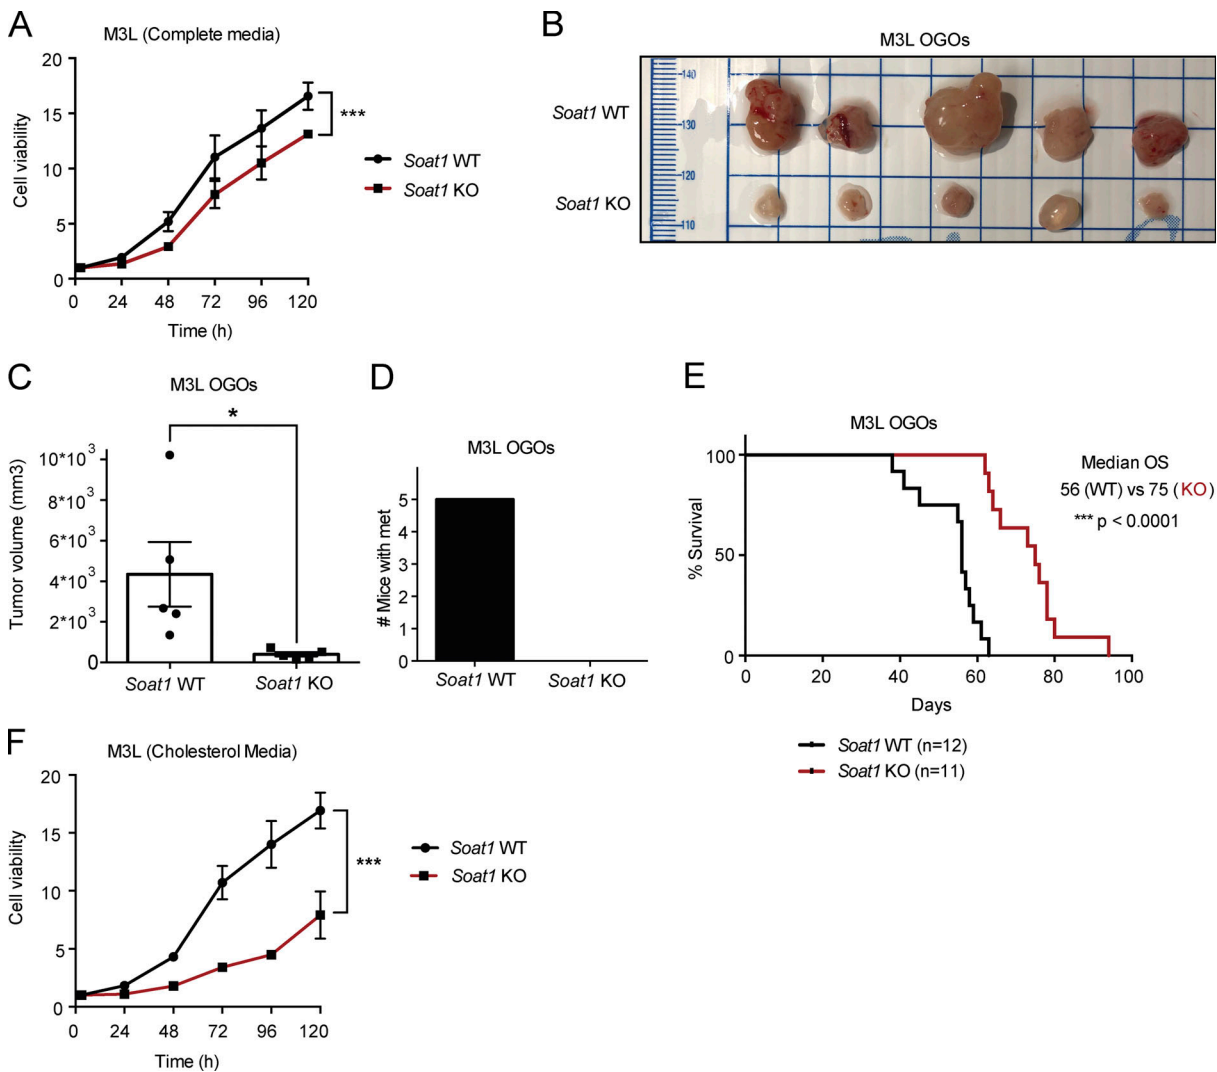 A
M3L (Complete media)
Cell viability
20
15
10
5
0
0 24 48 72 96 120
Time (h)
***
Soat1 WT
Soat1 KO
B
M3L OGOs
Soat1 WT
Soat1 KO
140
130
120
110
C
M3L OGOs
*
Tumor volume (mm3)
10*10³
8*10³
6*10³
4*10³
2*10³
0
Soat1 WT Soat1 KO
D
M3L OGOs
# Mice with met
5
4
3
2
1
0
Soat1 WT Soat1 KO
E
M3L OGOs
% Survival
100
50
0
0 20 40 60 80 100
Days
Median OS
56 (WT) vs 75 (KO)
*** p < 0.0001
Soat1 WT (n=12)
Soat1 KO (n=11)
F
M3L (Cholesterol Media)
Cell viability
20
15
10
5
0
0 24 48 72 96 120
Time (h)
***
Soat1 WT
Soat1 KO